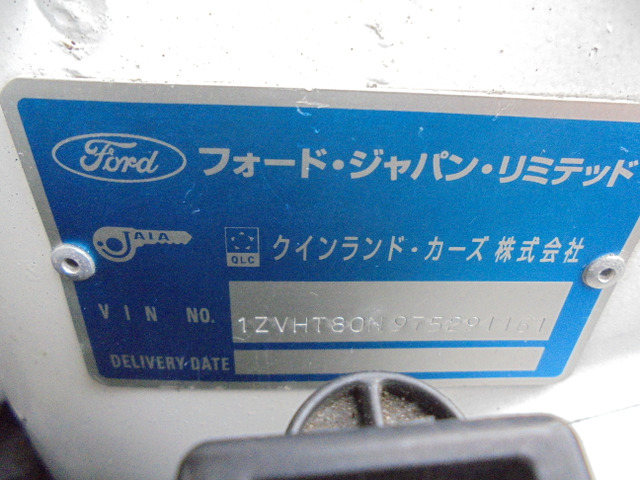 Ford フォード・ジャパン・リミテッド
JAIA QLC クインランド・カーズ 株式会社
VIN NO. 1ZVHT80N975291161
DELIVERY DATE